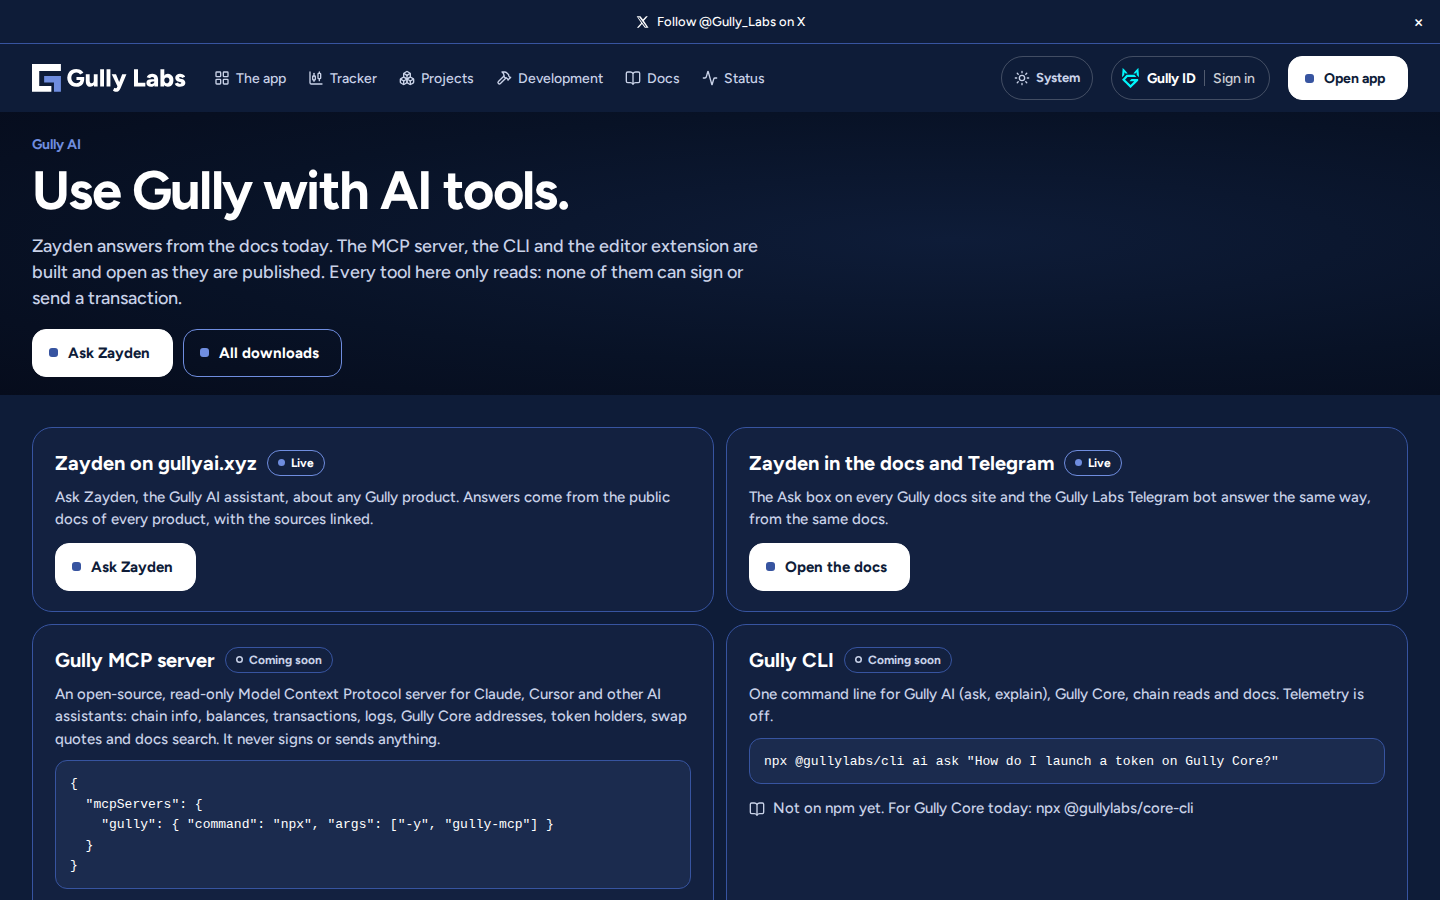 Follow @Gully_Labs on X
×
Gully Labs
The app
Tracker
Projects
Development
Docs
Status
System
Gully ID
Sign in
Open app
Gully AI
Use Gully with AI tools.
Zayden answers from the docs today. The MCP server, the CLI and the editor extension are
built and open as they are published. Every tool here only reads: none of them can sign or
send a transaction.
Ask Zayden
All downloads
Zayden on gullyai.xyz
Live
Ask Zayden, the Gully AI assistant, about any Gully product. Answers come from the public
docs of every product, with the sources linked.
Ask Zayden
Zayden in the docs and Telegram
Live
The Ask box on every Gully docs site and the Gully Labs Telegram bot answer the same way,
from the same docs.
Open the docs
Gully MCP server
Coming soon
An open-source, read-only Model Context Protocol server for Claude, Cursor and other AI
assistants: chain info, balances, transactions, logs, Gully Core addresses, token holders, swap
quotes and docs search. It never signs or sends anything.
{
"mcpServers": {
"gully": { "command": "npx", "args": ["-y", "gully-mcp"] }
}
}
Gully CLI
Coming soon
One command line for Gully AI (ask, explain), Gully Core, chain reads and docs. Telemetry is
off.
npx @gullylabs/cli ai ask "How do I launch a token on Gully Core?"
Not on npm yet. For Gully Core today: npx @gullylabs/core-cli